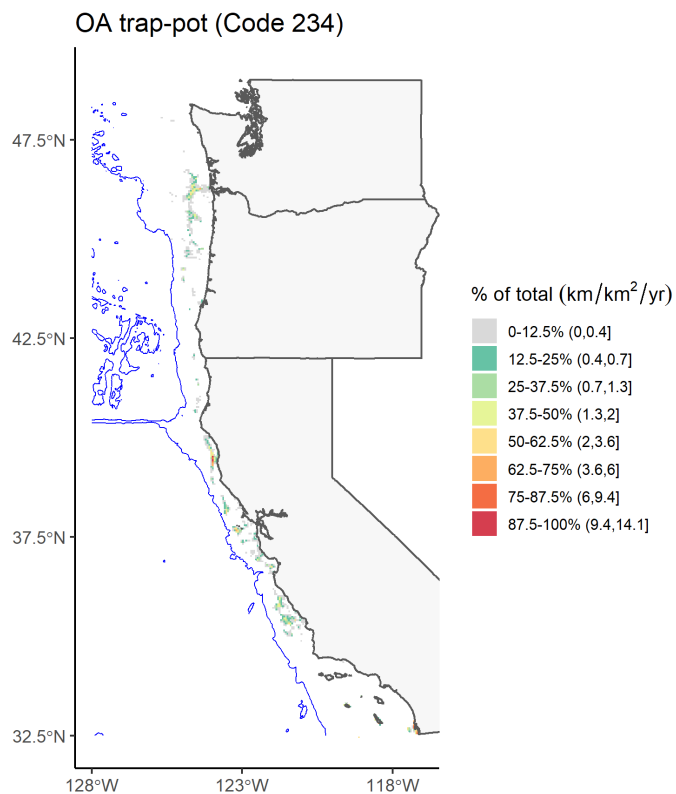 OA trap-pot (Code 234)
47.5°N
42.5°N
37.5°N
32.5°N
128°W
123°W
118°W
% of total (km/km²/yr)
0-12.5% (0,0.4]
12.5-25% (0.4,0.7]
25-37.5% (0.7,1.3]
37.5-50% (1.3,2]
50-62.5% (2,3.6]
62.5-75% (3.6,6]
75-87.5% (6,9.4]
87.5-100% (9.4,14.1]